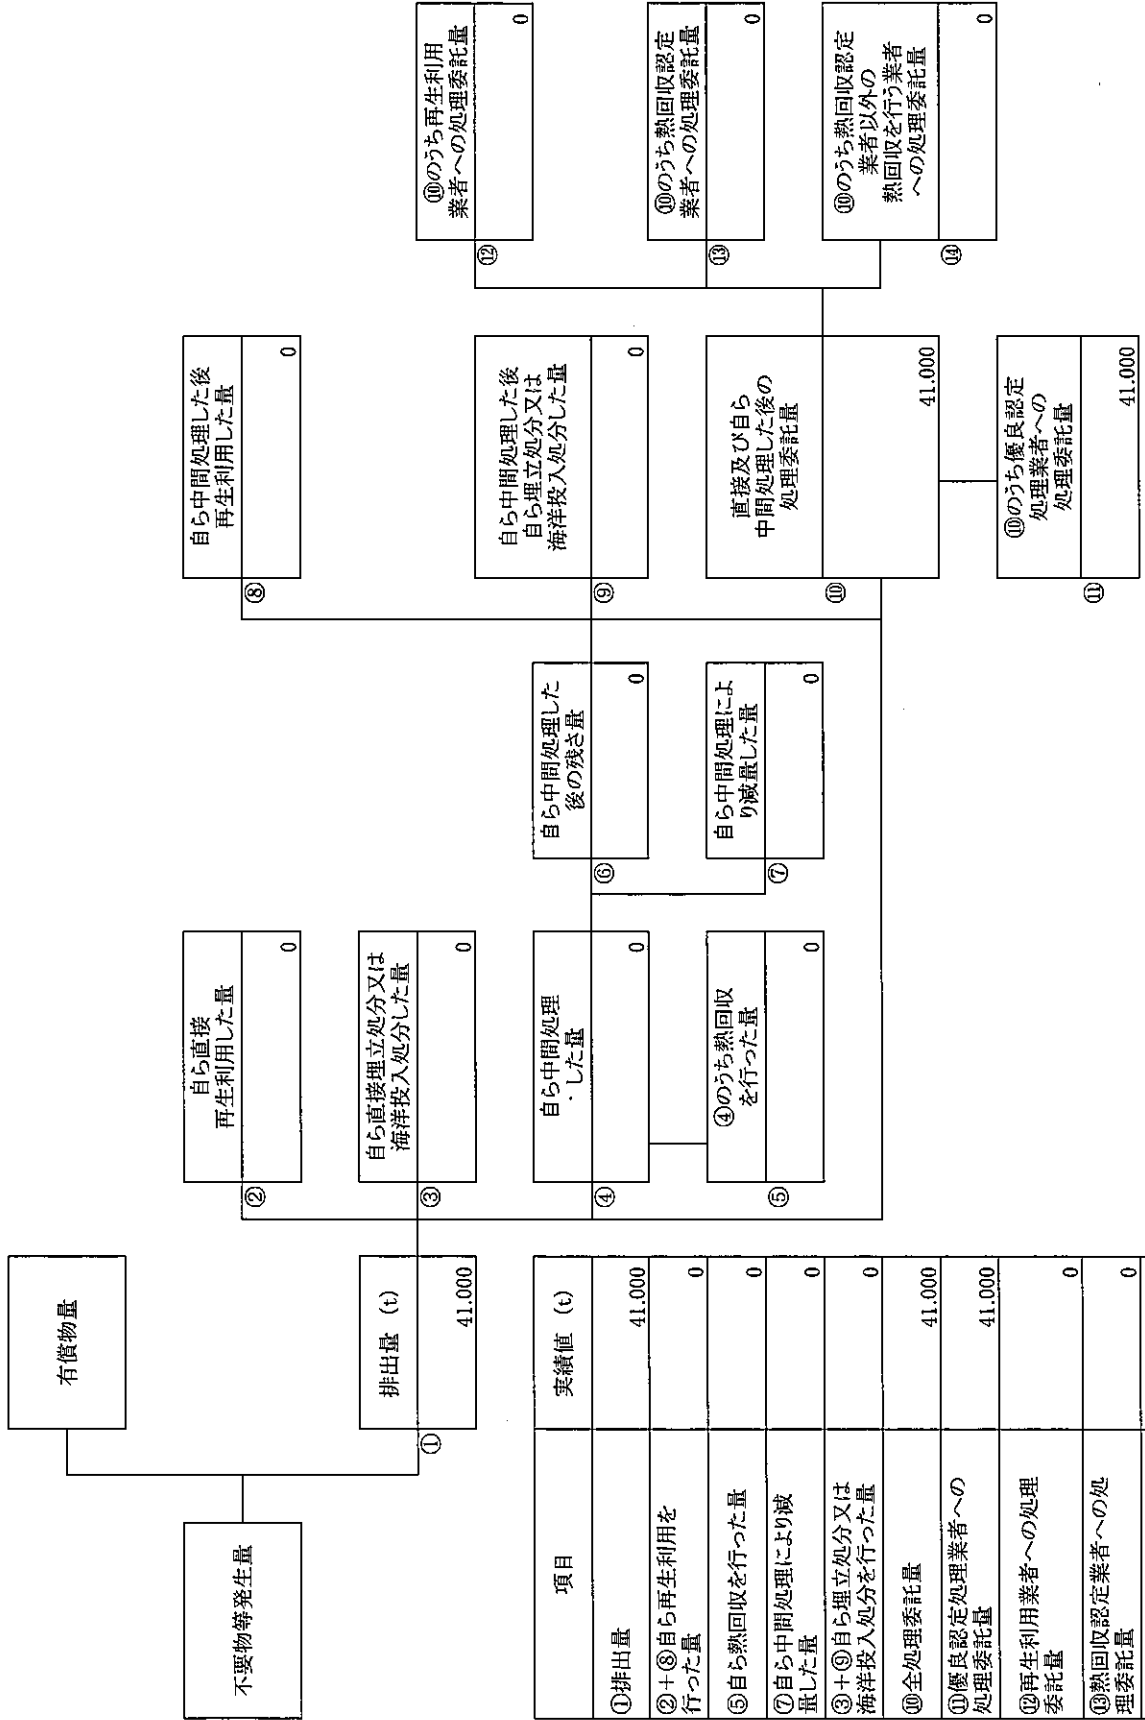 不要物等発生量
有償物量
①
排出量 (t)
41.000
②
自ら直接
再生利用した量
0
③
自ら直接埋立処分又は
海洋投入処分した量
0
④
自ら中間処理
した量
0
⑤
④のうち熱回収
を行った量
0
⑥
自ら中間処理した
後の残さ量
0
⑦
自ら中間処理によ
り減量した量
0
⑧
自ら中間処理した後
再生利用した量
0
⑨
自ら中間処理した後
自ら埋立処分又は
海洋投入処分した量
0
⑩
直接及び自ら
中間処理した後の
処理委託量
41.000
⑪
⑩のうち優良認定
処理業者への
処理委託量
41.000
⑫
⑩のうち再生利用
業者への処理委託量
0
⑬
⑩のうち熱回収認定
業者への処理委託量
0
⑭
⑩のうち熱回収認定
業者以外の
熱回収を行う業者
への処理委託量
0
項目 実績値 (t)
①排出量 41.000
②+⑧自ら再生利用を
行った量 0
⑤自ら熱回収を行った量 0
⑦自ら中間処理により減
量した量 0
③+⑨自ら埋立処分又は
海洋投入処分を行った量 0
⑩全処理委託量 41.000
⑪優良認定処理業者への
処理委託量 41.000
⑫再生利用業者への処理
委託量 0
⑬熱回収認定業者への処
理委託量 0